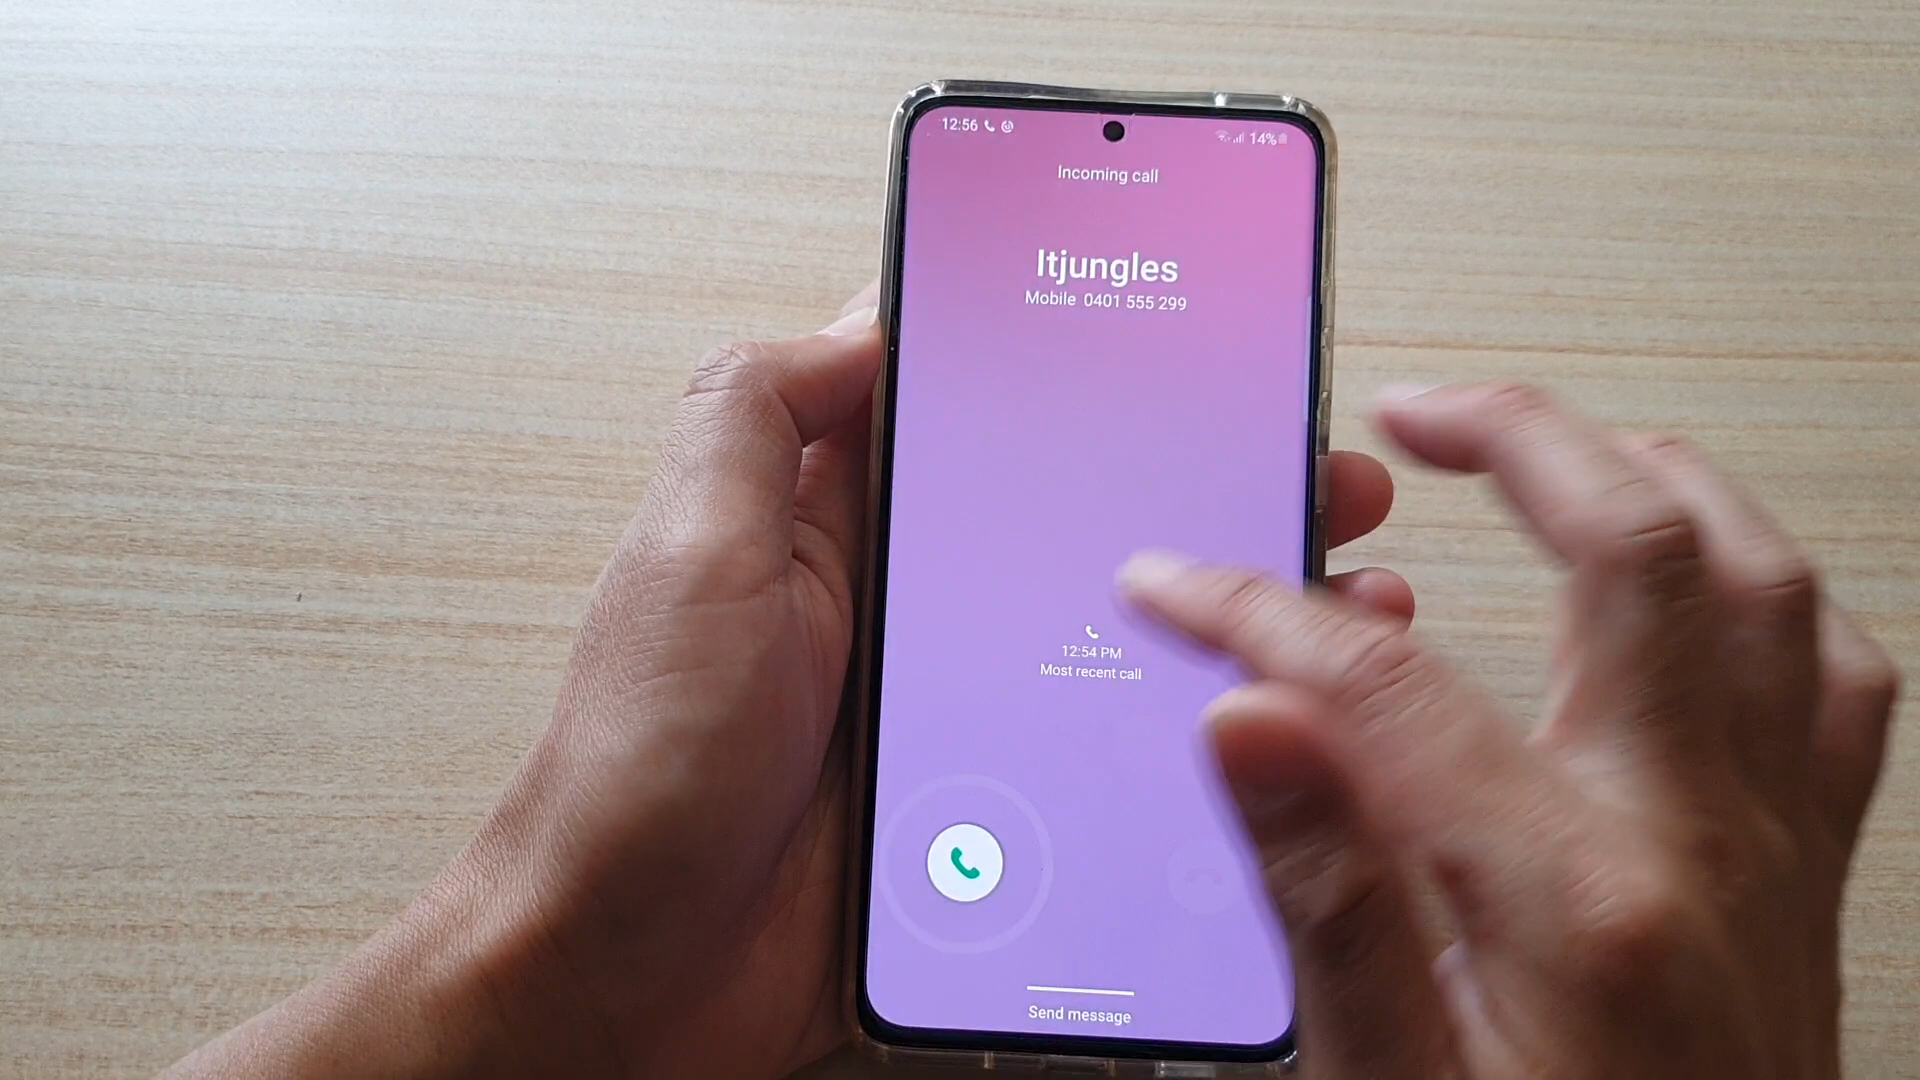 12:56
14%
Incoming call
Itjungles
Mobile 0401 555 299
12:54 PM
Most recent call
Send message